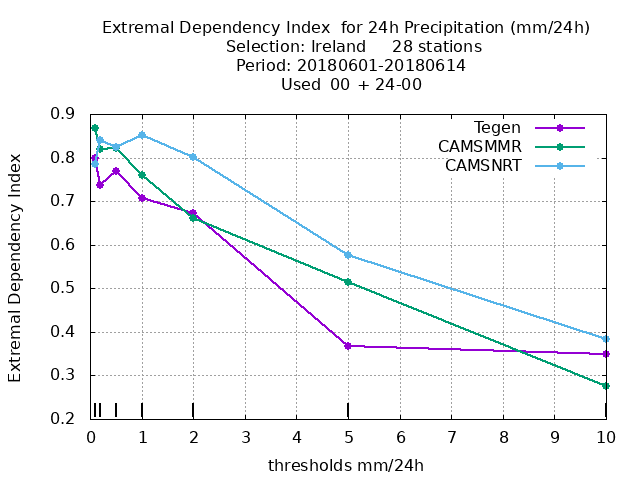 Extremal Dependency Index  for 24h Precipitation (mm/24h)
Selection: Ireland     28 stations
Period: 20180601-20180614
Used  00 + 24-00
Extremal Dependency Index
0.9
0.8
0.7
0.6
0.5
0.4
0.3
0.2
Tegen
CAMSMMR
CAMSNRT
0 1 2 3 4 5 6 7 8 9 10
thresholds mm/24h